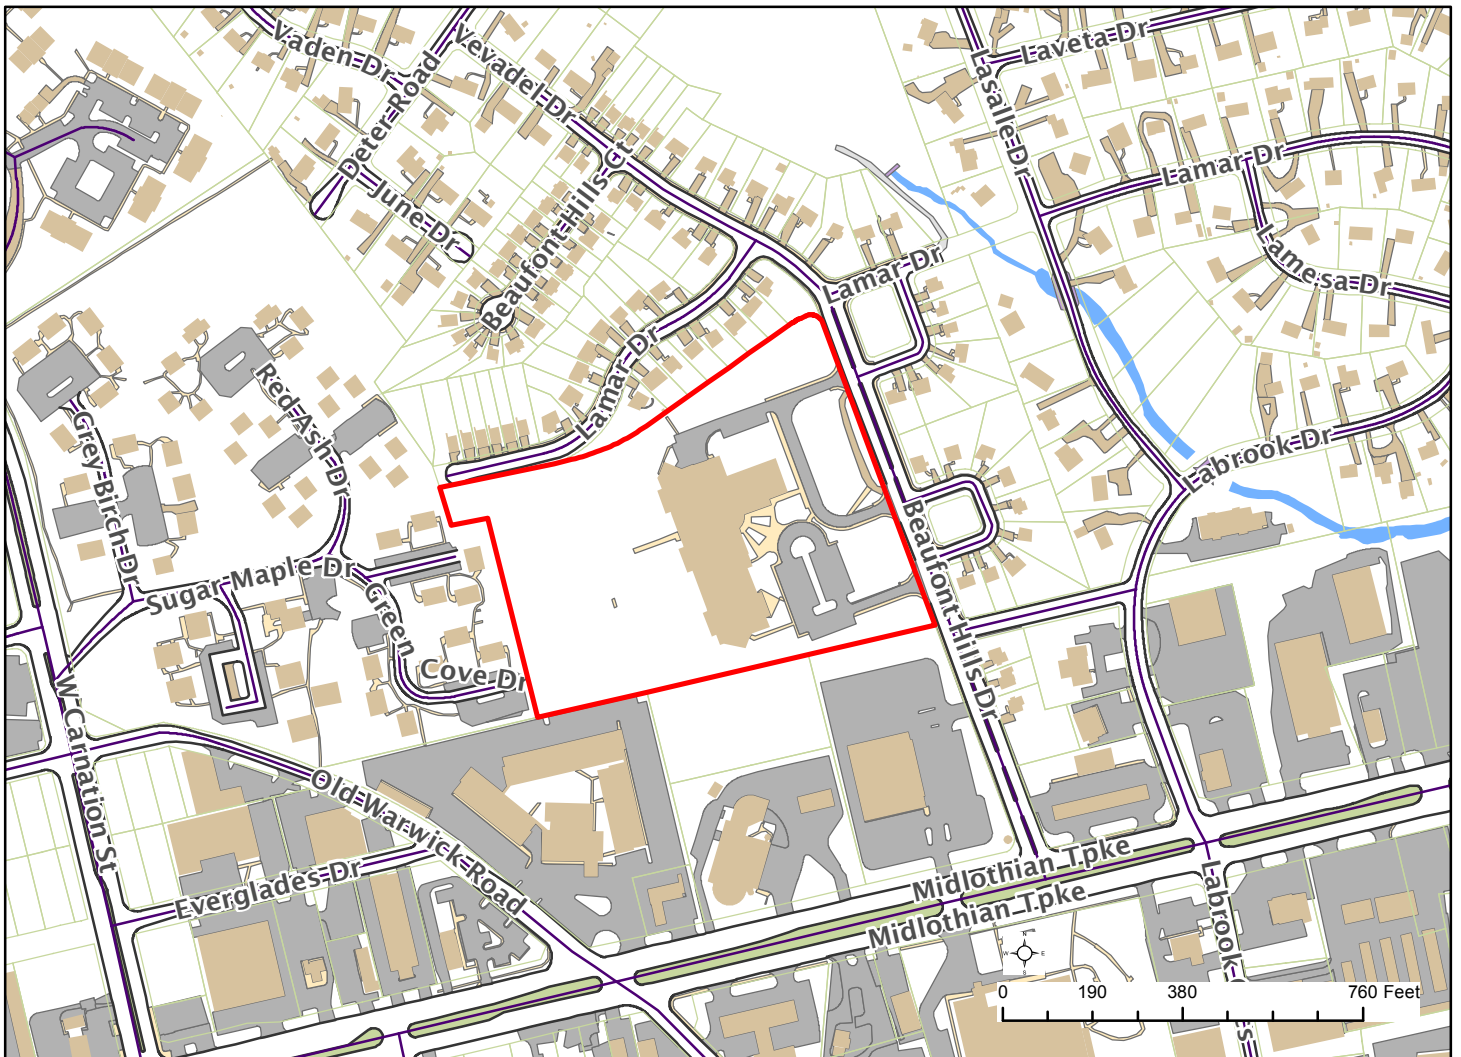 Vaden Dr
Peter Road
Vevadel Dr
Lasalle Dr
Laveta Dr
June Dr
Beaufont Hills Ct
Lamar Dr
Lamar Dr
Lamesa Dr
Lamar Dr
Grey Birch Dr
Red Ash Dr
Labrook Dr
Sugar Maple Dr
Green
Cove Dr
Beaufont Hills Dr
W Carnation St
Old Warwick Road
Everglades Dr
Midlothian Tpke
Midlothian Tpke
Labrook
N
W E
S
0 190 380 760 Feet